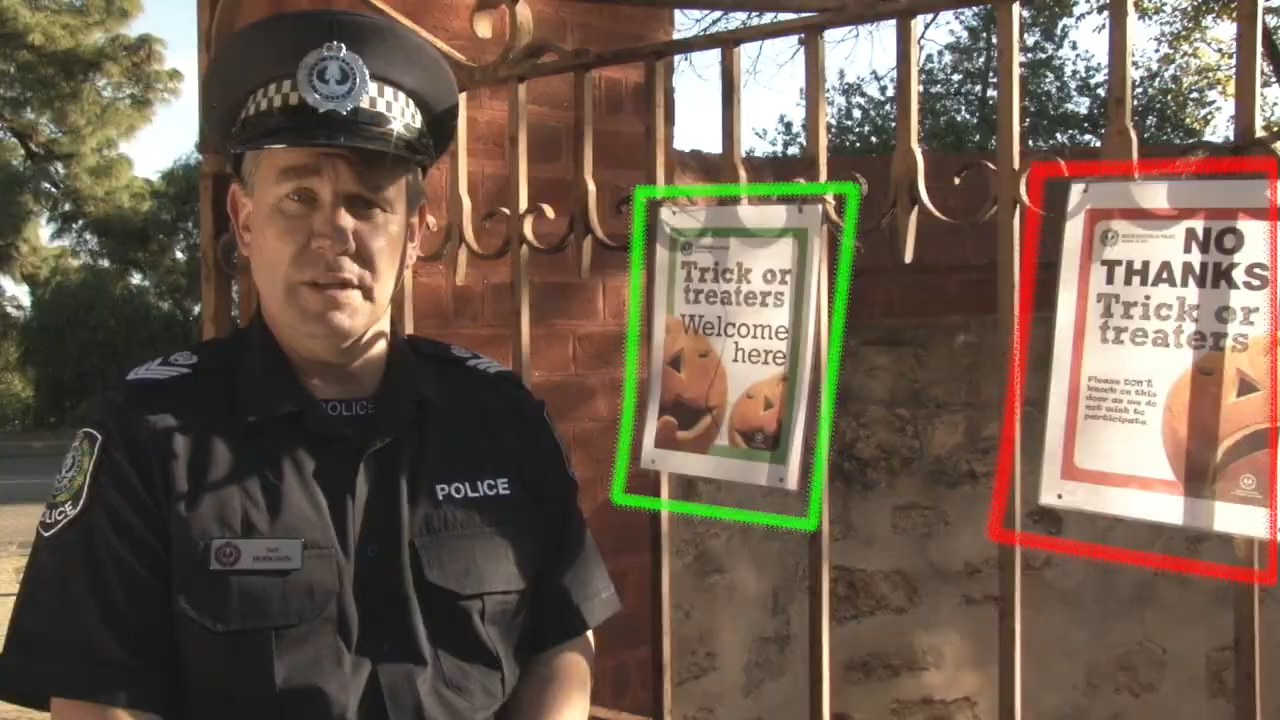 POLICE
POLICE
Trick or
treaters
Welcome
here
NO
THANKS
Trick or
treaters
Please DON'T
knock on this
door as we do
not wish to
participate.